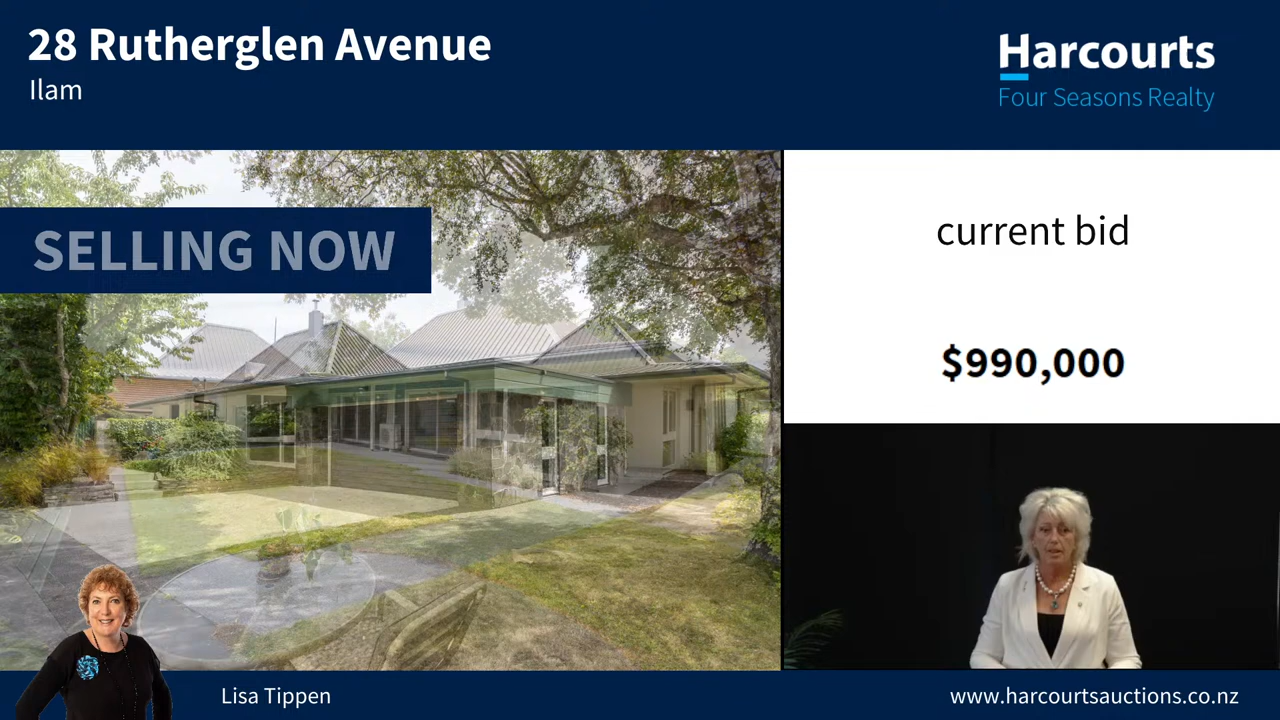 28 Rutherglen Avenue
Ilam
Harcourts
Four Seasons Realty
SELLING NOW
current bid
$990,000
Lisa Tippen
www.harcourtsauctions.co.nz